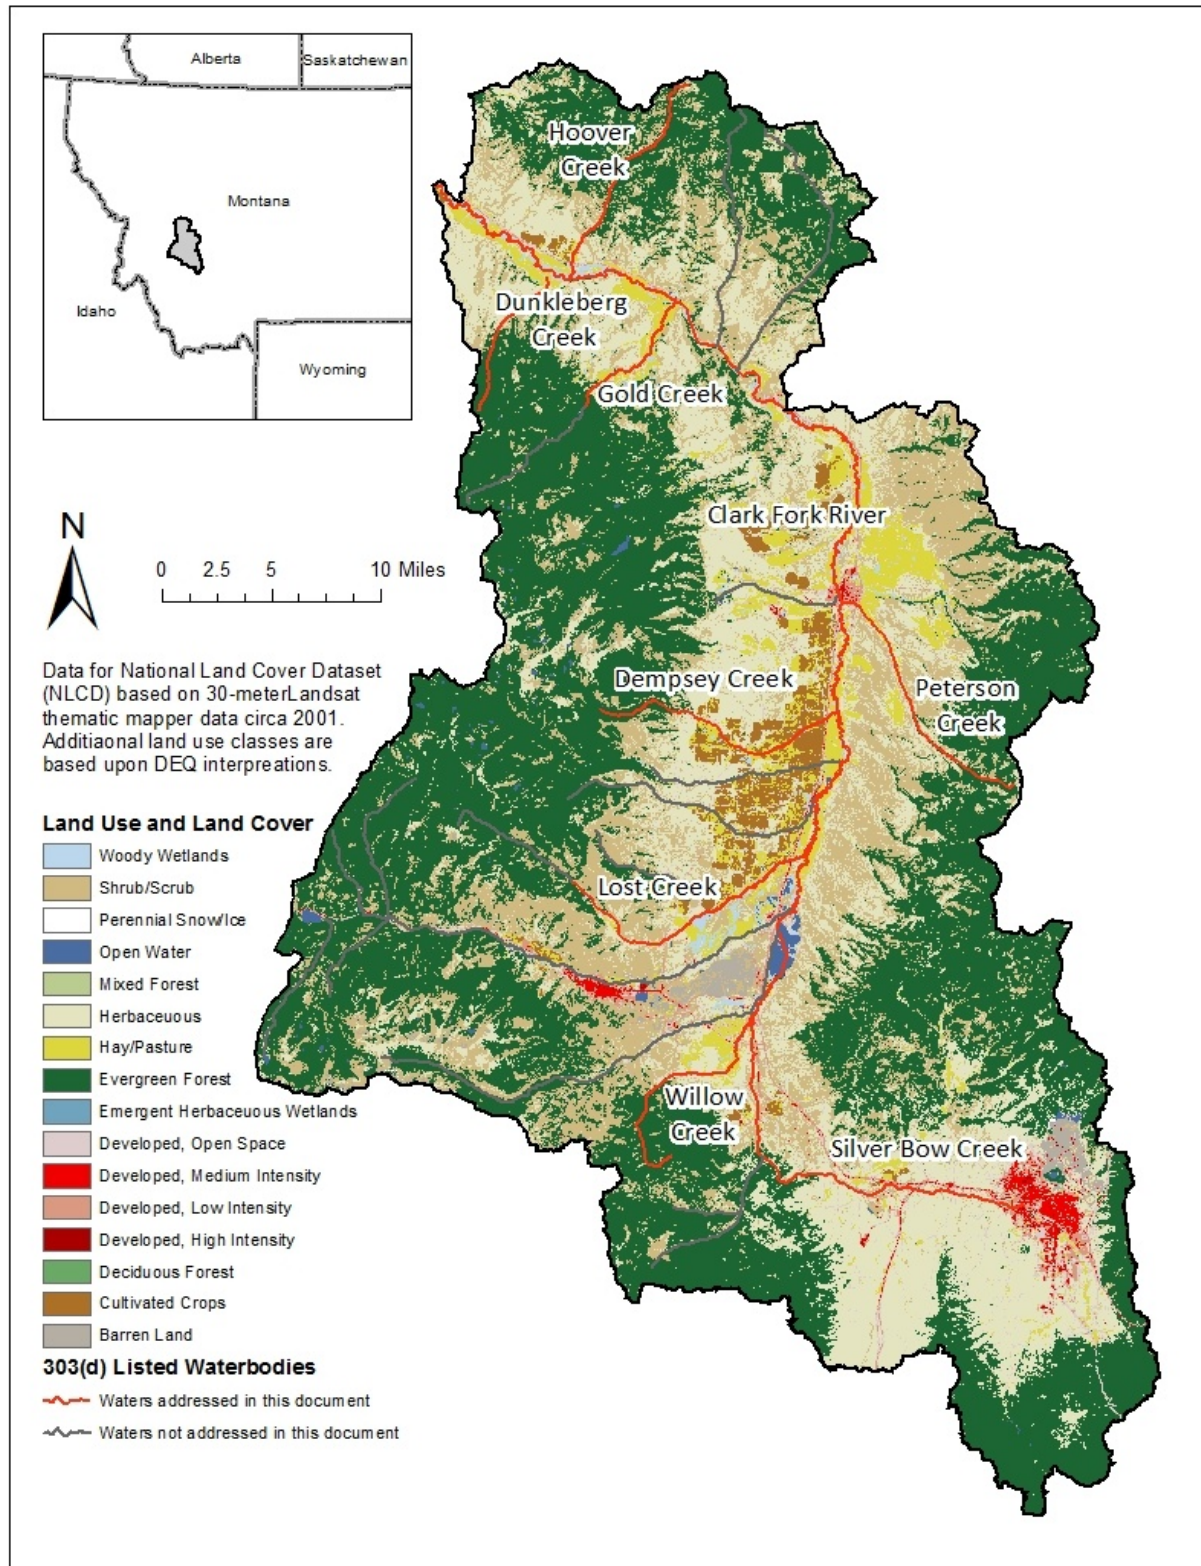 Alberta
Saskatchewan
Montana
Idaho
Wyoming
Hoover
Creek
Dunkleberg
Creek
Gold Creek
Clark Fork River
N
0 2.5 5 10 Miles
Data for National Land Cover Dataset
(NLCD) based on 30-meterLandsat
thematic mapper data circa 2001.
Additiaonal land use classes are
based upon DEQ interpreations.
Dempsey Creek
Peterson
Creek
Lost Creek
Willow
Creek
Silver Bow Creek
Land Use and Land Cover
Woody Wetlands
Shrub/Scrub
Perennial Snow/Ice
Open Water
Mixed Forest
Herbaceuous
Hay/Pasture
Evergreen Forest
Emergent Herbaceuous Wetlands
Developed, Open Space
Developed, Medium Intensity
Developed, Low Intensity
Developed, High Intensity
Deciduous Forest
Cultivated Crops
Barren Land
303(d) Listed Waterbodies
Waters addressed in this document
Waters not addressed in this document